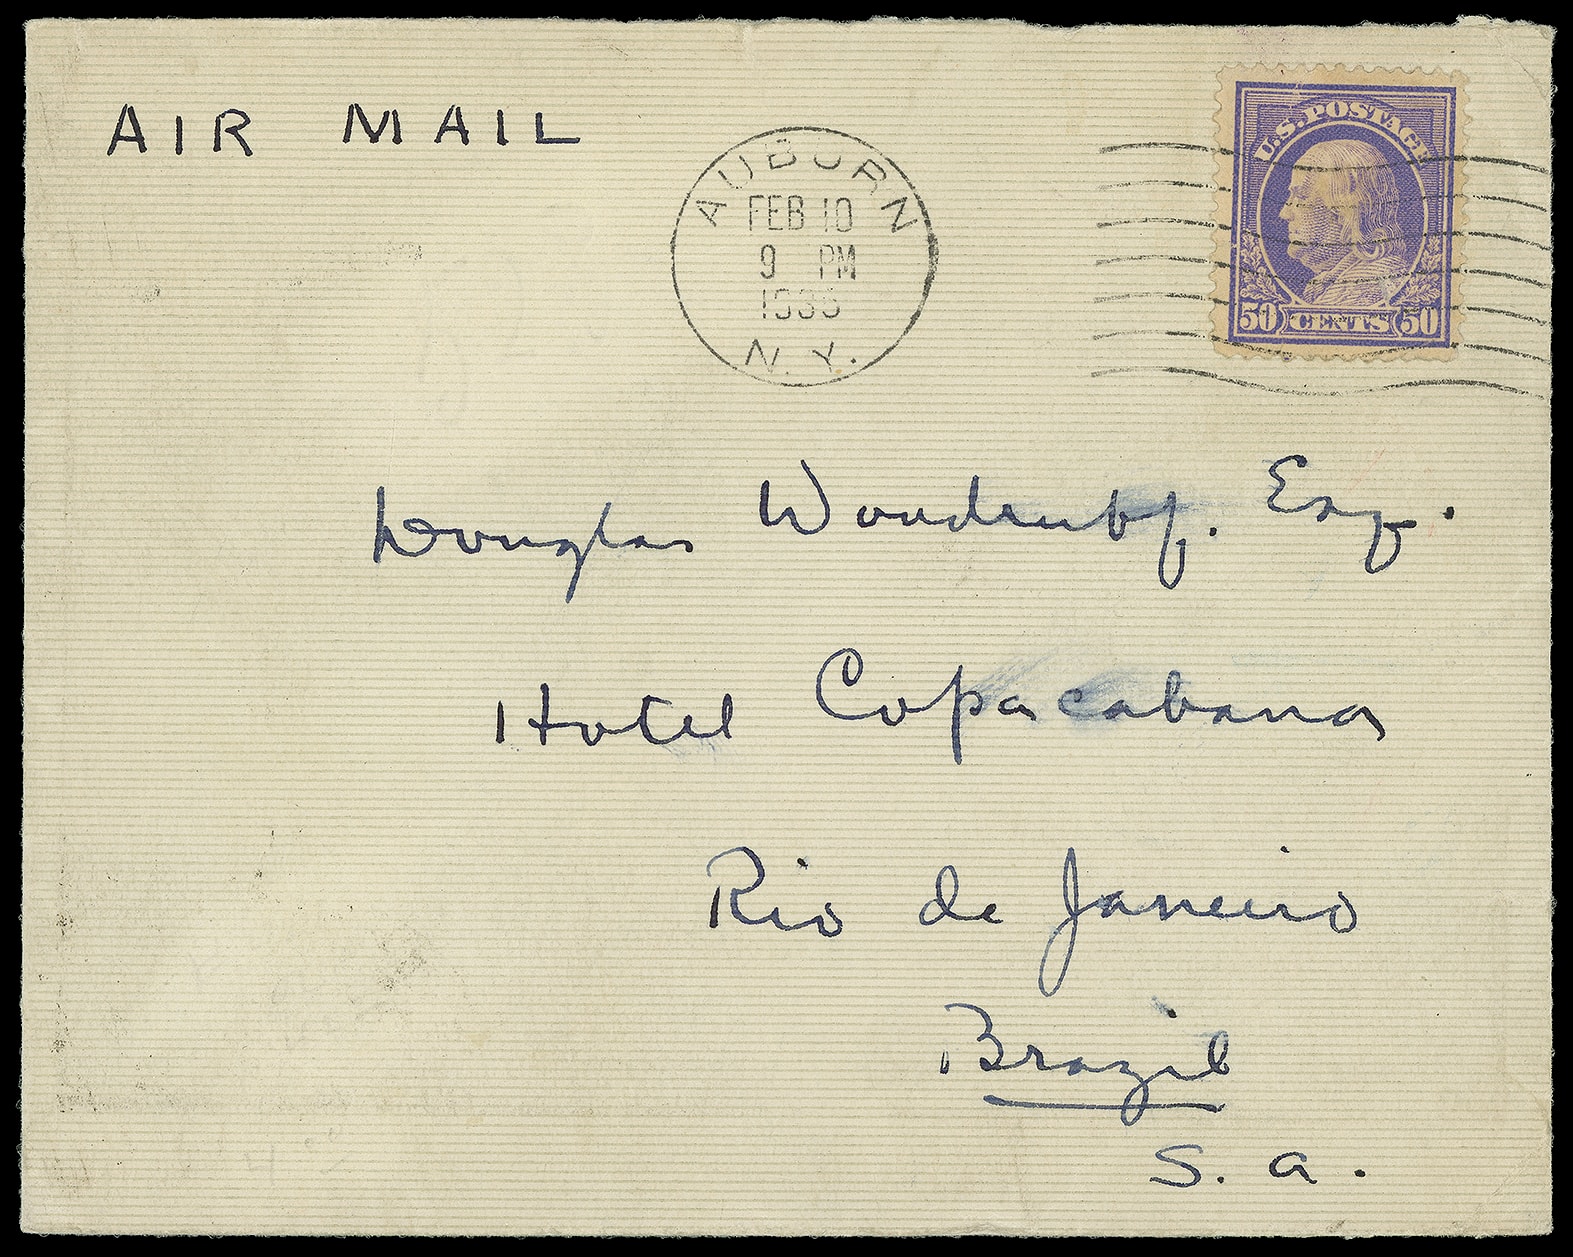 AIR MAIL
AUBURN
FEB 10
9 PM
N.Y.
U.S. POSTAGE
50 CENTS 50
Douglas Woodruff. Esq.
Hotel Copacabana
Rio de Janeiro
Brazil
S. A.